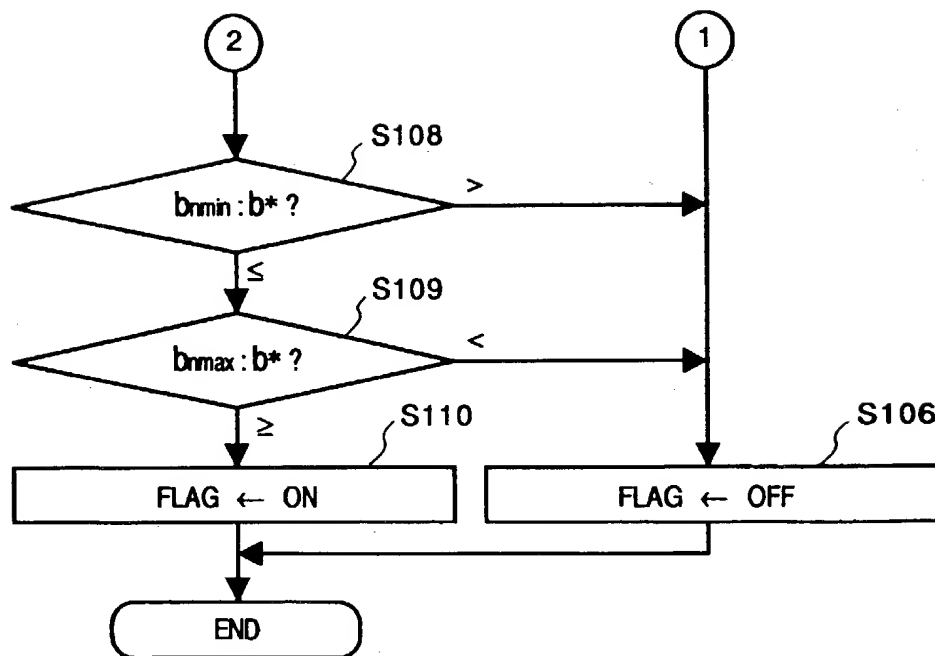 2
1
S108
bnmin : b* ?
>
≤
S109
bnmax : b* ?
<
≥
S110
S106
FLAG ← ON
FLAG ← OFF
END